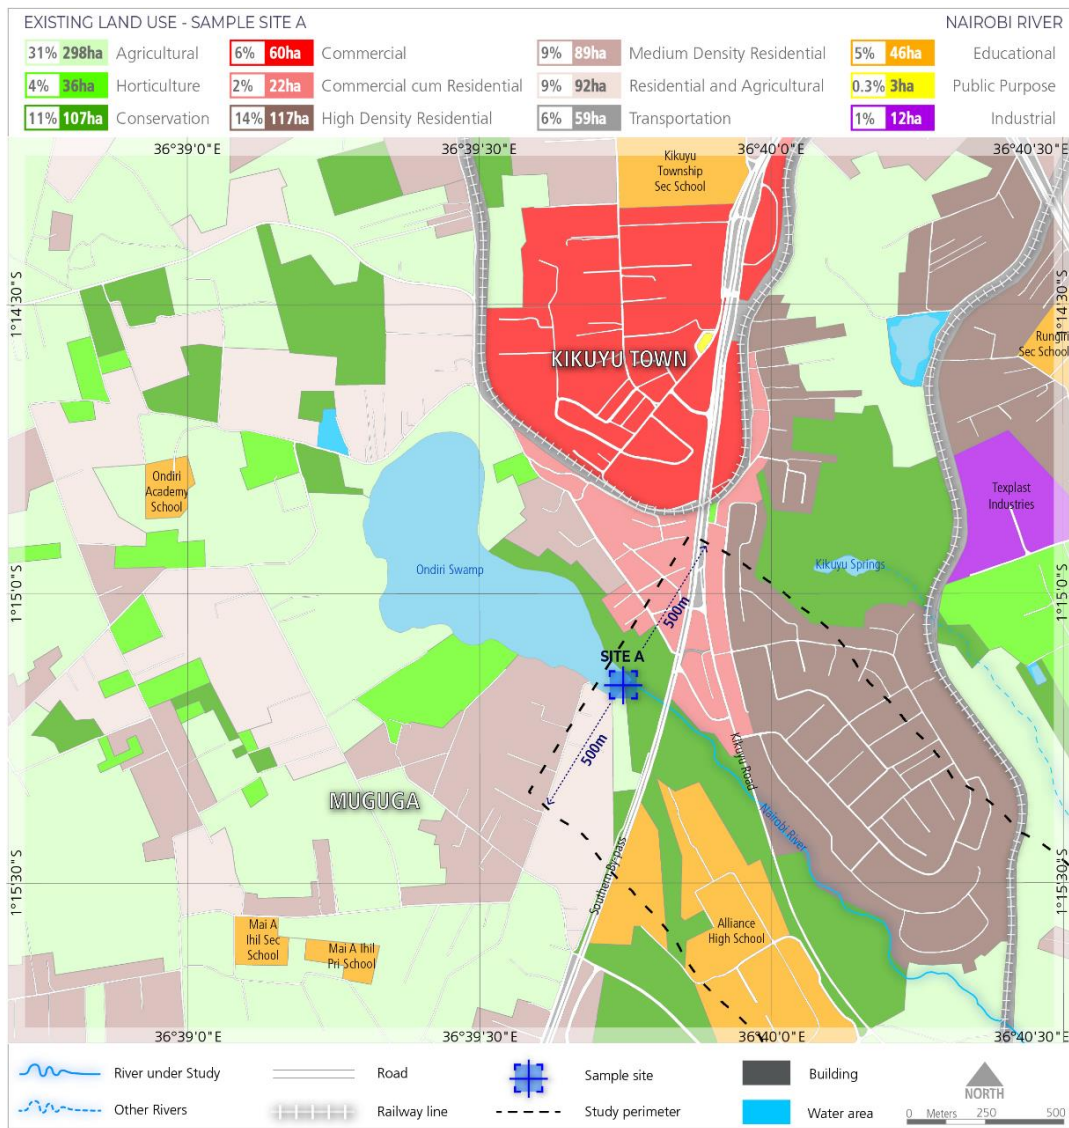 EXISTING LAND USE - SAMPLE SITE A
NAIROBI RIVER
31% 298ha Agricultural
6% 60ha Commercial
9% 89ha Medium Density Residential
5% 46ha Educational
4% 36ha Horticulture
2% 22ha Commercial cum Residential
9% 92ha Residential and Agricultural
0.3% 3ha Public Purpose
11% 107ha Conservation
14% 117ha High Density Residential
6% 59ha Transportation
1% 12ha Industrial
36°39'0"E
36°39'30"E
36°40'0"E
36°40'30"E
Kikuyu
Township
Sec School
1°14'30"S
1°14'30"S
Rungiri
Sec School
KIKUYU TOWN
Ondiri
Academy
School
Texplast
Industries
Ondiri Swamp
Kikuyu Springs
1°15'0"S
1°15'0"S
500m
SITE A
500m
Kikuyu Road
MUGUGA
Nairobi River
Southern Bypass
1°15'30"S
1°15'30"S
Alliance
High School
Mai A
Ihil Sec
School
Mai A Ihil
Pri School
36°39'0"E
36°39'30"E
36°40'0"E
36°40'30"E
River under Study
Road
Sample site
Building
NORTH
Other Rivers
Railway line
Study perimeter
Water area
0 Meters 250 500